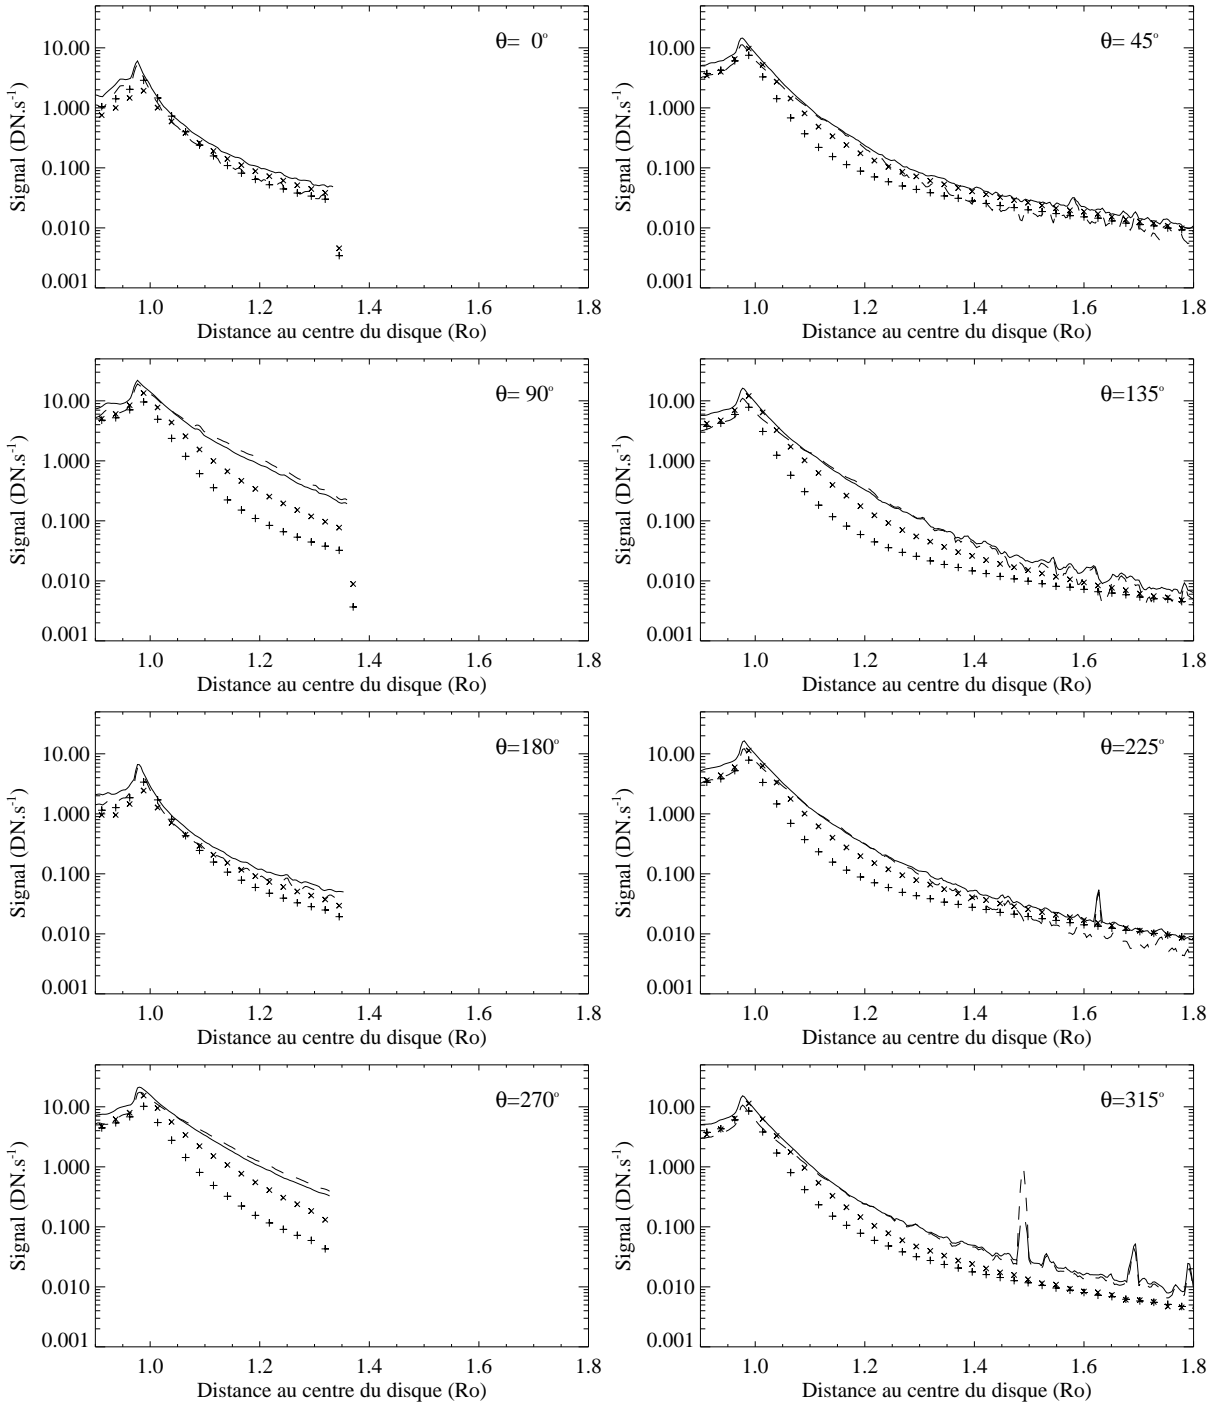 θ= 0°
Signal (DN.s-1)
10.00
1.000
0.100
0.010
0.001
1.0 1.2 1.4 1.6 1.8
Distance au centre du disque (Ro)
θ= 45°
Signal (DN.s-1)
10.00
1.000
0.100
0.010
0.001
1.0 1.2 1.4 1.6 1.8
Distance au centre du disque (Ro)
θ= 90°
Signal (DN.s-1)
10.00
1.000
0.100
0.010
0.001
1.0 1.2 1.4 1.6 1.8
Distance au centre du disque (Ro)
θ=135°
Signal (DN.s-1)
10.00
1.000
0.100
0.010
0.001
1.0 1.2 1.4 1.6 1.8
Distance au centre du disque (Ro)
θ=180°
Signal (DN.s-1)
10.00
1.000
0.100
0.010
0.001
1.0 1.2 1.4 1.6 1.8
Distance au centre du disque (Ro)
θ=225°
Signal (DN.s-1)
10.00
1.000
0.100
0.010
0.001
1.0 1.2 1.4 1.6 1.8
Distance au centre du disque (Ro)
θ=270°
Signal (DN.s-1)
10.00
1.000
0.100
0.010
0.001
1.0 1.2 1.4 1.6 1.8
Distance au centre du disque (Ro)
θ=315°
Signal (DN.s-1)
10.00
1.000
0.100
0.010
0.001
1.0 1.2 1.4 1.6 1.8
Distance au centre du disque (Ro)